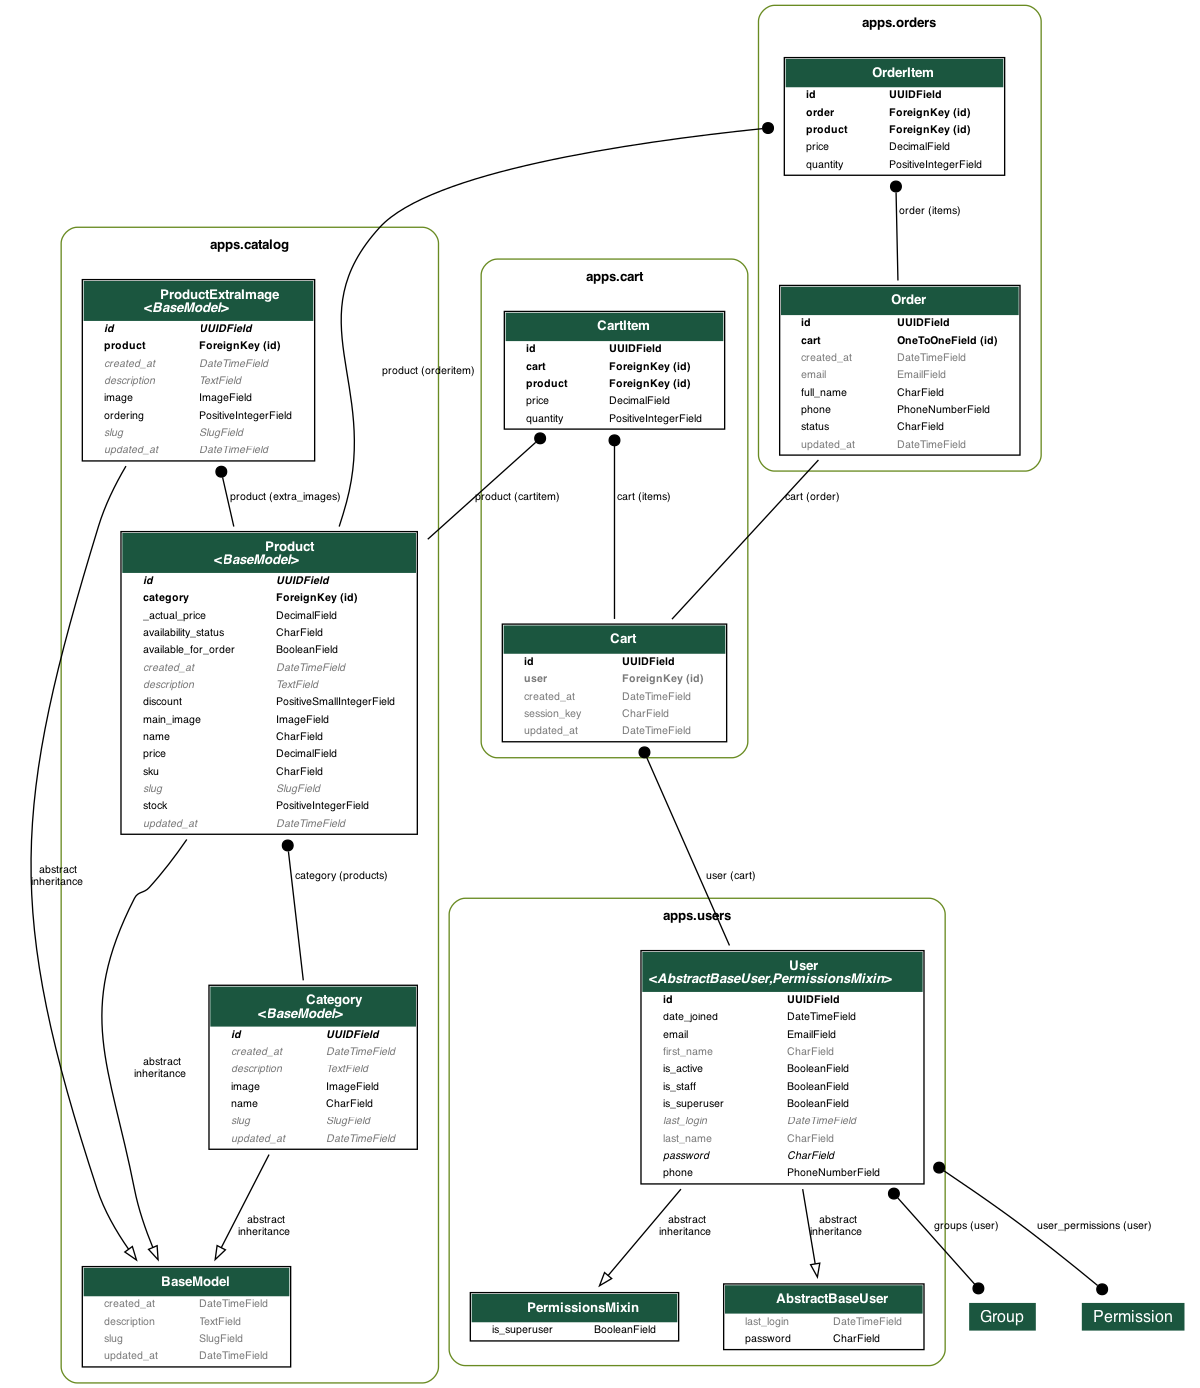 apps.orders
OrderItem
id UUIDField
order ForeignKey (id)
product ForeignKey (id)
price DecimalField
quantity PositiveIntegerField
order (items)
Order
id UUIDField
cart OneToOneField (id)
created_at DateTimeField
email EmailField
full_name CharField
phone PhoneNumberField
status CharField
updated_at DateTimeField
cart (order)
apps.catalog
ProductExtraImage
<BaseModel>
id UUIDField
product ForeignKey (id)
created_at DateTimeField
description TextField
image ImageField
ordering PositiveIntegerField
slug SlugField
updated_at DateTimeField
product (orderitem)
product (extra_images)
Product
<BaseModel>
id UUIDField
category ForeignKey (id)
_actual_price DecimalField
availability_status CharField
available_for_order BooleanField
created_at DateTimeField
description TextField
discount PositiveSmallIntegerField
main_image ImageField
name CharField
price DecimalField
sku CharField
slug SlugField
stock PositiveIntegerField
updated_at DateTimeField
abstract
inheritance
category (products)
Category
<BaseModel>
id UUIDField
created_at DateTimeField
description TextField
image ImageField
name CharField
slug SlugField
updated_at DateTimeField
abstract
inheritance
abstract
inheritance
BaseModel
created_at DateTimeField
description TextField
slug SlugField
updated_at DateTimeField
apps.cart
CartItem
id UUIDField
cart ForeignKey (id)
product ForeignKey (id)
price DecimalField
quantity PositiveIntegerField
product (cartitem)
cart (items)
Cart
id UUIDField
user ForeignKey (id)
created_at DateTimeField
session_key CharField
updated_at DateTimeField
user (cart)
apps.users
User
<AbstractBaseUser,PermissionsMixin>
id UUIDField
date_joined DateTimeField
email EmailField
first_name CharField
is_active BooleanField
is_staff BooleanField
is_superuser BooleanField
last_login DateTimeField
last_name CharField
password CharField
phone PhoneNumberField
abstract
inheritance
abstract
inheritance
groups (user)
user_permissions (user)
PermissionsMixin
is_superuser BooleanField
AbstractBaseUser
last_login DateTimeField
password CharField
Group
Permission